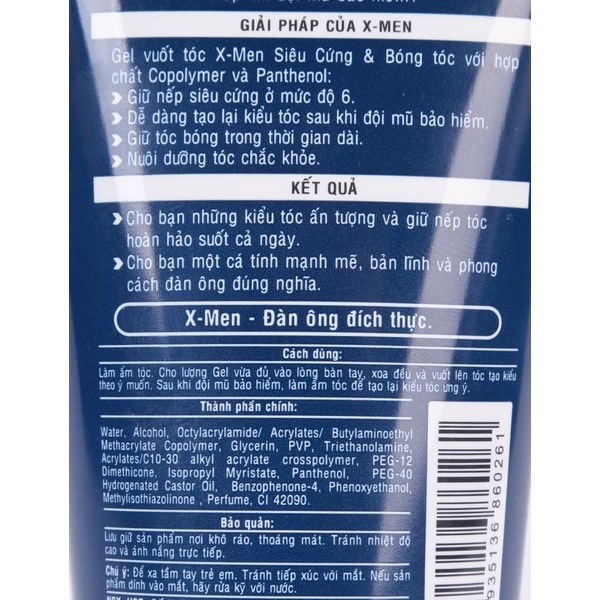 GIẢI PHÁP CỦA X-MEN
Gel vuốt tóc X-Men Siêu Cứng & Bóng tóc với hợp
chất Copolymer và Panthenol:
Giữ nếp siêu cứng ở mức độ 6.
Dễ dàng tạo lại kiểu tóc sau khi đội mũ bảo hiểm.
Giữ tóc bóng trong thời gian dài.
Nuôi dưỡng tóc chắc khỏe.
KẾT QUẢ
Cho bạn những kiểu tóc ấn tượng và giữ nếp tóc
hoàn hảo suốt cả ngày.
Cho bạn một cá tính mạnh mẽ, bản lĩnh và phong
cách đàn ông đúng nghĩa.
X-Men - Đàn ông đích thực.
Cách dùng:
Làm ẩm tóc. Cho lượng Gel vừa đủ vào lòng bàn tay, xoa đều và vuốt lên tóc tạo kiểu
theo ý muốn. Sau khi đội mũ bảo hiểm, làm ẩm tóc để tạo lại kiểu tóc ưng ý.
Thành phần chính:
Water, Alcohol, Octylacrylamide/ Acrylates/ Butylaminoethyl
Methacrylate Copolymer, Glycerin, PVP, Triethanolamine,
Acrylates/C10-30 alkyl acrylate crosspolymer, PEG-12
Dimethicone, Isopropyl Myristate, Panthenol, PEG-40
Hydrogenated Castor Oil, Benzophenone-4, Phenoxyethanol,
Methylisothiazolinone , Perfume, CI 42090.
Bảo quản:
Lưu giữ sản phẩm nơi khô ráo, thoáng mát. Tránh nhiệt độ
cao và ánh nắng trực tiếp.
Chú ý: Để xa tầm tay trẻ em. Tránh tiếp xúc với mắt. Nếu sản
phẩm dính vào mắt, hãy rửa kỹ với nước.
935136 860261